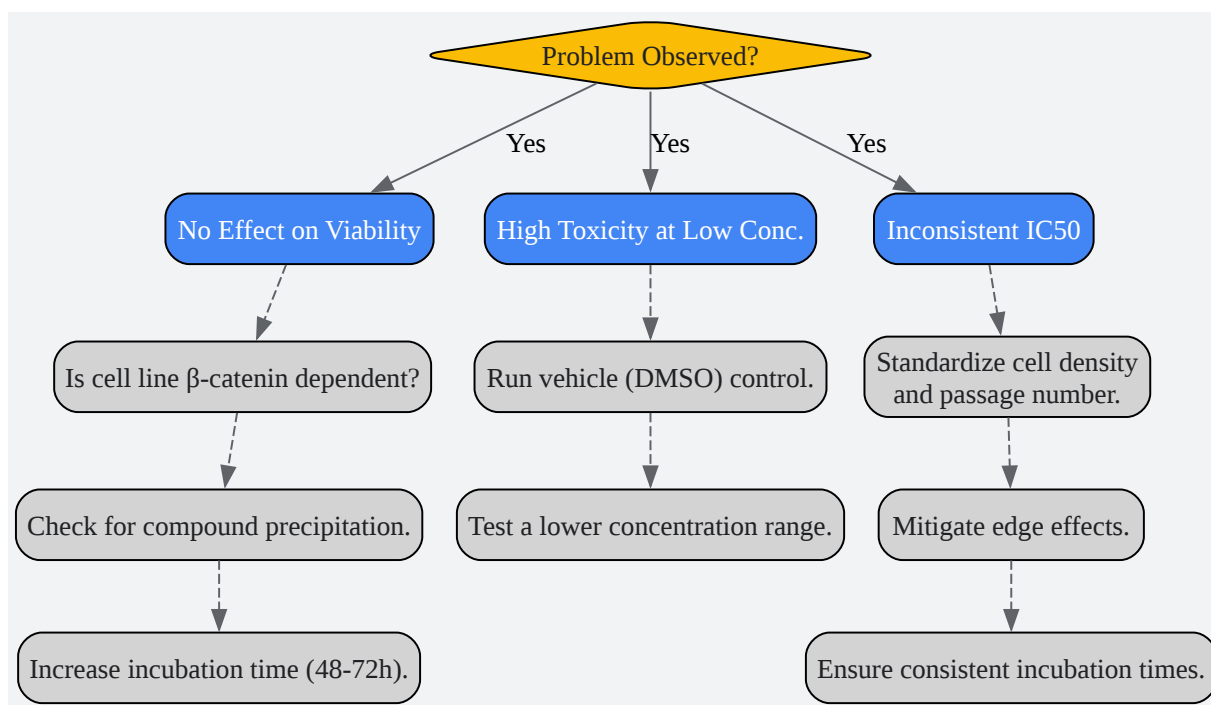 Problem Observed?
Yes
Yes
Yes
No Effect on Viability
High Toxicity at Low Conc.
Inconsistent IC50
Is cell line β-catenin dependent?
Run vehicle (DMSO) control.
Standardize cell density
and passage number.
Check for compound precipitation.
Test a lower concentration range.
Mitigate edge effects.
Increase incubation time (48-72h).
Ensure consistent incubation times.